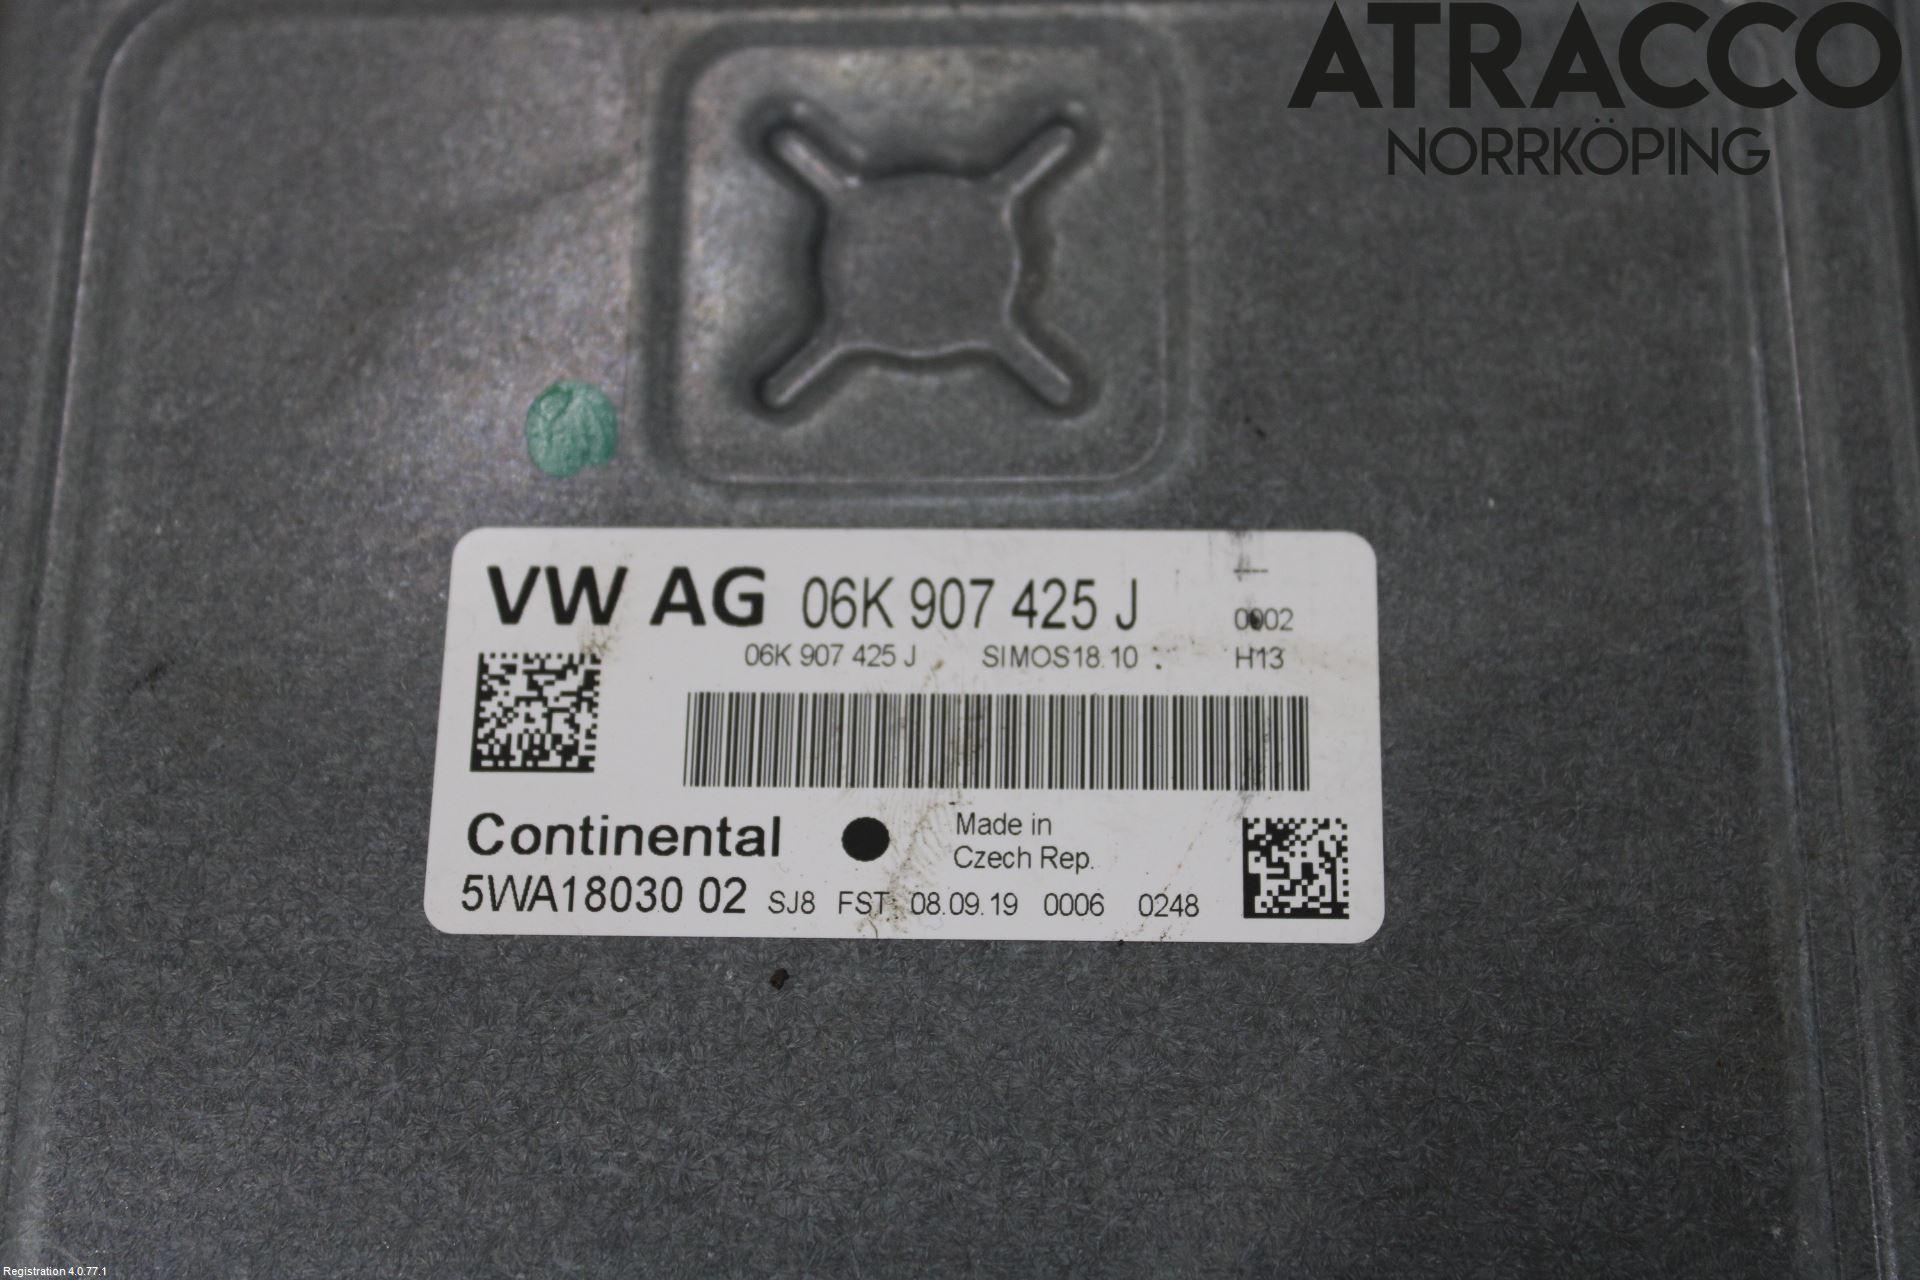 ATRACCO
NORRKÖPING
VW AG 06K 907 425 J 0002
06K 907 425 J SIMOS18.10 H13
Continental
Made in
Czech Rep.
5WA18030 02 SJ8 FST 08.09.19 0006 0248
Registration 4.0.77.1